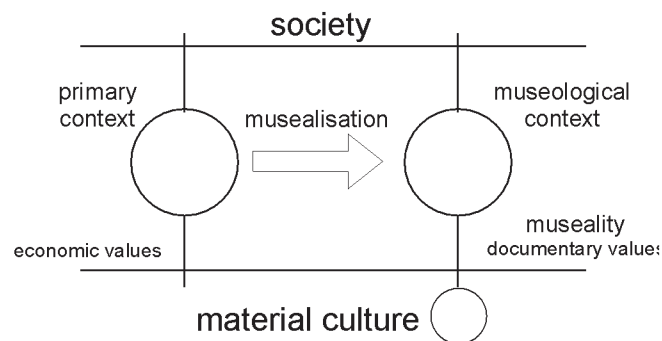 society
primary
context
musealisation
museological
context
economic values
museality
documentary values
material culture